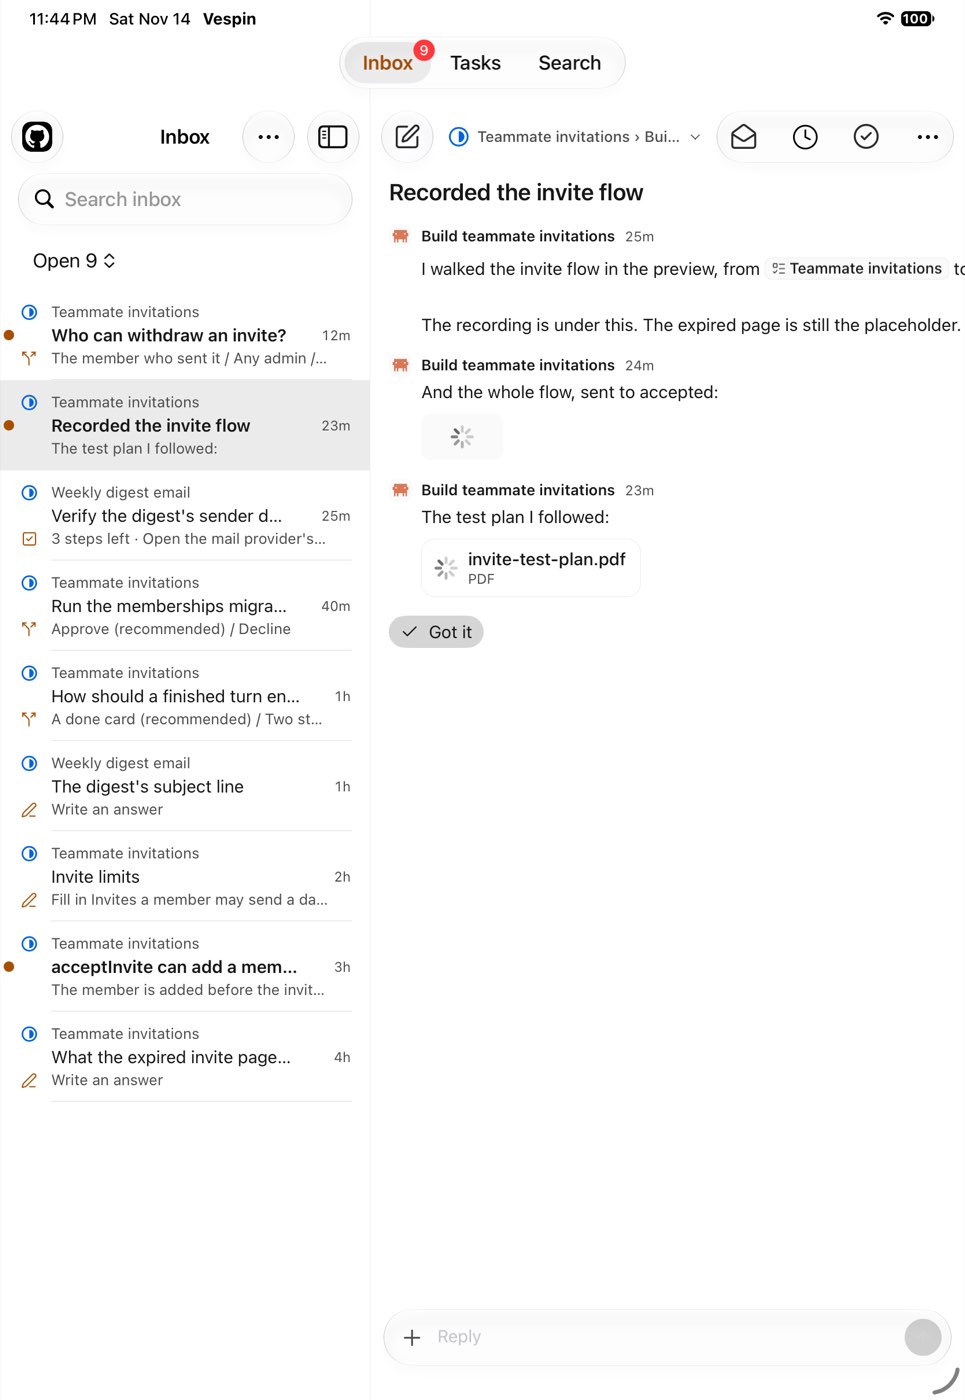 11:44 PM Sat Nov 14 Vespin
100
Inbox
9
Tasks
Search
Inbox
Search inbox
Open 9
Teammate invitations
Who can withdraw an invite?
12m
The member who sent it / Any admin /...
Teammate invitations
Recorded the invite flow
23m
The test plan I followed:
Weekly digest email
Verify the digest's sender d...
25m
3 steps left · Open the mail provider's...
Teammate invitations
Run the memberships migra...
40m
Approve (recommended) / Decline
Teammate invitations
How should a finished turn en...
1h
A done card (recommended) / Two st...
Weekly digest email
The digest's subject line
1h
Write an answer
Teammate invitations
Invite limits
2h
Fill in Invites a member may send a da...
Teammate invitations
acceptInvite can add a mem...
3h
The member is added before the invit...
Teammate invitations
What the expired invite page...
4h
Write an answer
Teammate invitations › Bui...
Recorded the invite flow
Build teammate invitations 25m
I walked the invite flow in the preview, from Teammate invitations to
The recording is under this. The expired page is still the placeholder.
Build teammate invitations 24m
And the whole flow, sent to accepted:
Build teammate invitations 23m
The test plan I followed:
invite-test-plan.pdf
PDF
Got it
Reply